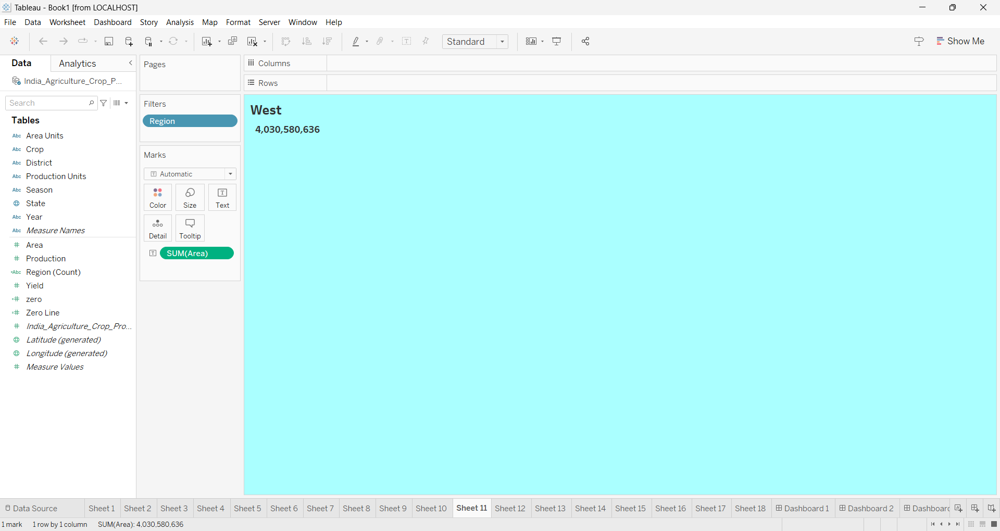 Tableau - Book1 [from LOCALHOST]
File Data Worksheet Dashboard Story Analysis Map Format Server Window Help
Standard
Show Me
Data Analytics
India_Agriculture_Crop_P...
Search
Tables
Abc Area Units
Abc Crop
Abc District
Abc Production Units
Abc Season
State
Abc Year
Abc Measure Names
# Area
# Production
=Abc Region (Count)
# Yield
=# zero
=# Zero Line
# India_Agriculture_Crop_Pro...
Latitude (generated)
Longitude (generated)
# Measure Values
Pages
Filters
Region
Marks
T Automatic
Color Size T Text
Detail Tooltip
T SUM(Area)
Columns
Rows
West
4,030,580,636
Data Source Sheet 1 Sheet 2 Sheet 3 Sheet 4 Sheet 5 Sheet 6 Sheet 7 Sheet 8 Sheet 9 Sheet 10 Sheet 11 Sheet 12 Sheet 13 Sheet 14 Sheet 15 Sheet 16 Sheet 17 Sheet 18 Dashboard 1 Dashboard 2 Dashboard
1 mark 1 row by 1 column SUM(Area): 4,030,580,636